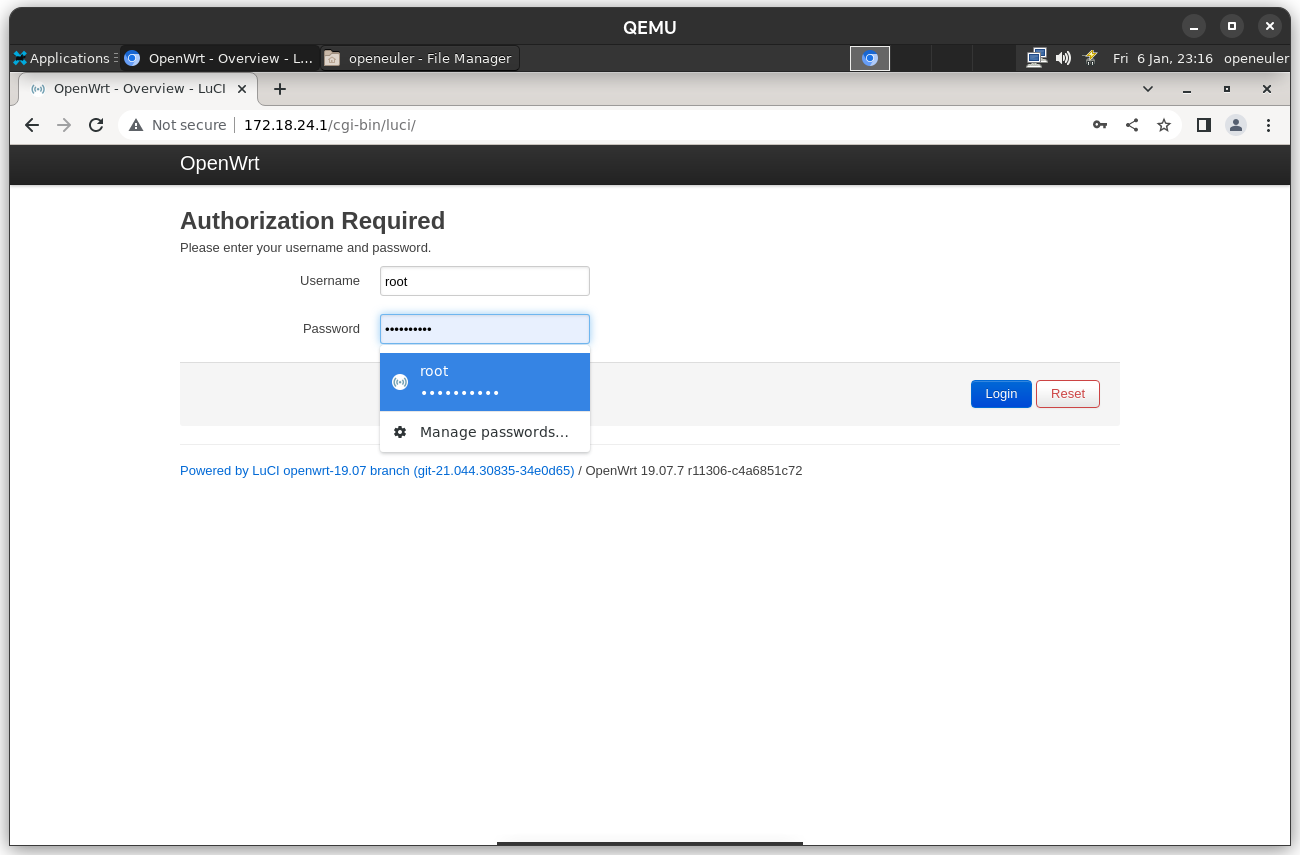 QEMU
Applications OpenWrt - Overview - L... openeuler - File Manager Fri 6 Jan, 23:16 openeuler
OpenWrt - Overview - LuCI
Not secure 172.18.24.1/cgi-bin/luci/
OpenWrt
Authorization Required
Please enter your username and password.
Username root
Password ••••••••••
root
••••••••••
Login Reset
Manage passwords...
Powered by LuCI openwrt-19.07 branch (git-21.044.30835-34e0d65) / OpenWrt 19.07.7 r11306-c4a6851c72